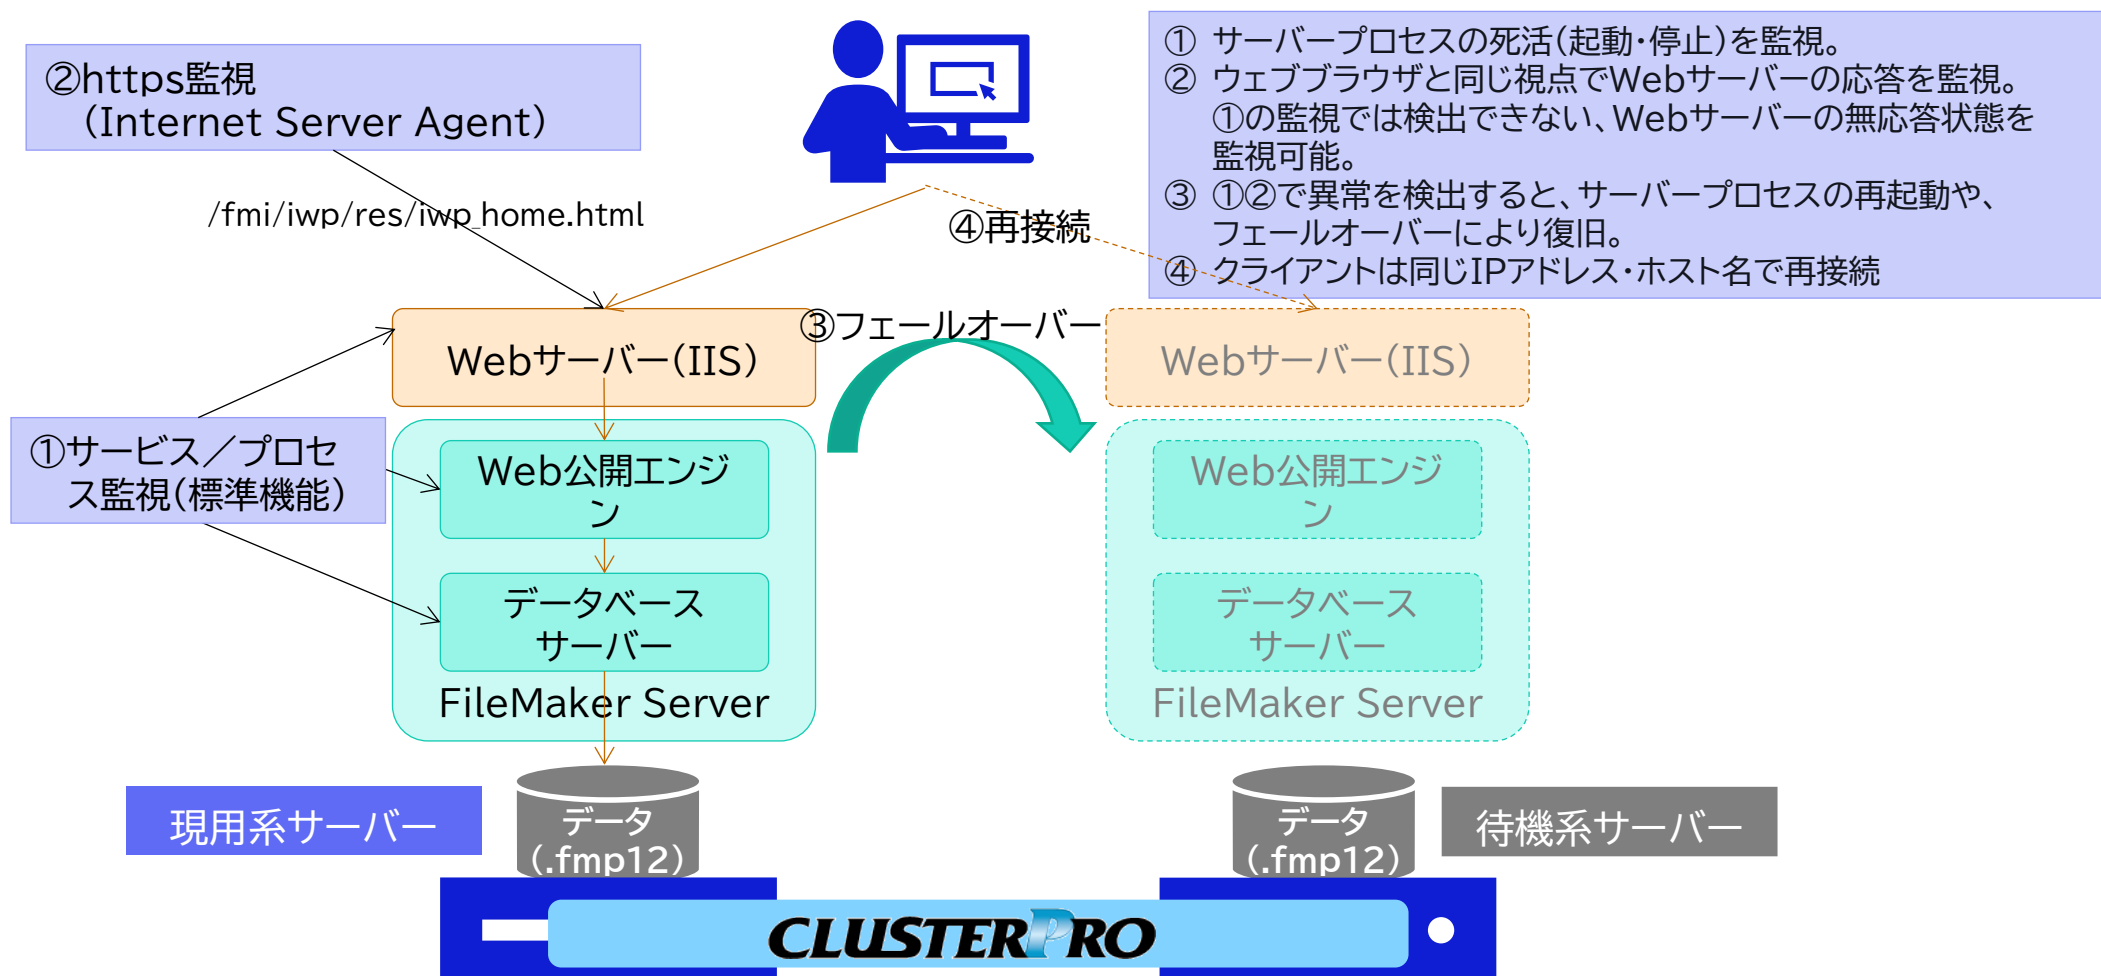 ②https監視
（Internet Server Agent）
/fmi/iwp/res/iwp_home.html
① サーバープロセスの死活（起動・停止）を監視。
② ウェブブラウザと同じ視点でWebサーバーの応答を監視。
①の監視では検出できない、Webサーバーの無応答状態を
監視可能。
③ ①②で異常を検出すると、サーバープロセスの再起動や、
フェールオーバーにより復旧。
④ クライアントは同じIPアドレス・ホスト名で再接続
④再接続
③フェールオーバー
Webサーバー（IIS）
Webサーバー（IIS）
①サービス／プロセ
ス監視（標準機能）
Web公開エンジ
ン
データベース
サーバー
FileMaker Server
Web公開エンジ
ン
データベース
サーバー
FileMaker Server
現用系サーバー
データ
（.fmp12）
データ
（.fmp12）
待機系サーバー
CLUSTERPRO